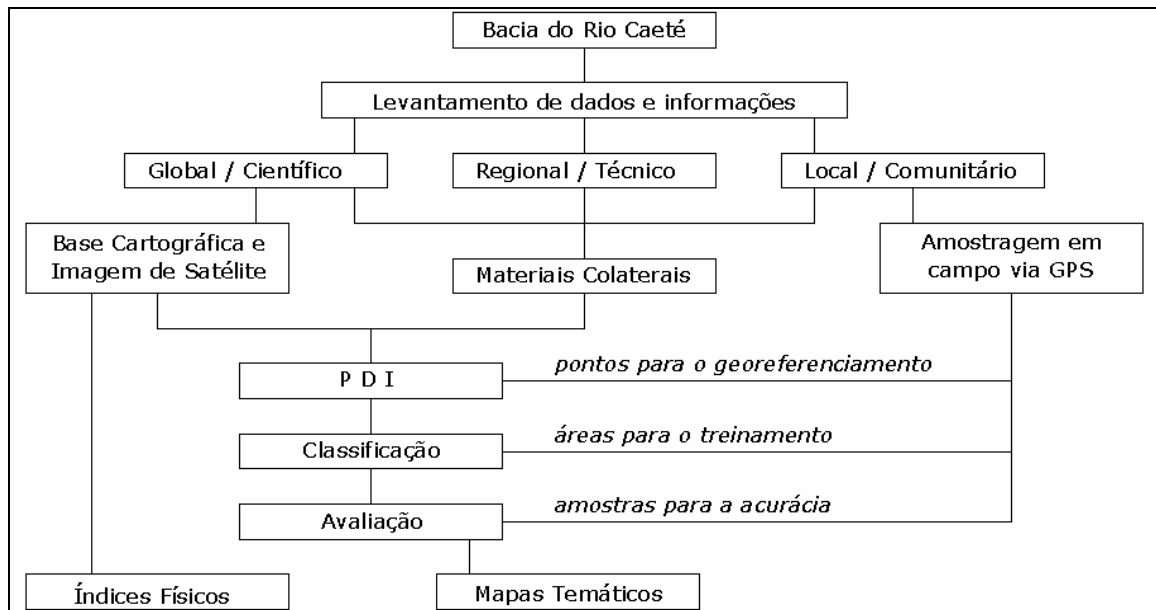 Bacia do Rio Caeté
Levantamento de dados e informações
Global / Científico
Regional / Técnico
Local / Comunitário
Base Cartográfica e
Imagem de Satélite
Materiais Colaterais
Amostragem em
campo via GPS
P D I
pontos para o georeferenciamento
Classificação
áreas para o treinamento
Avaliação
amostras para a acurácia
Índices Físicos
Mapas Temáticos